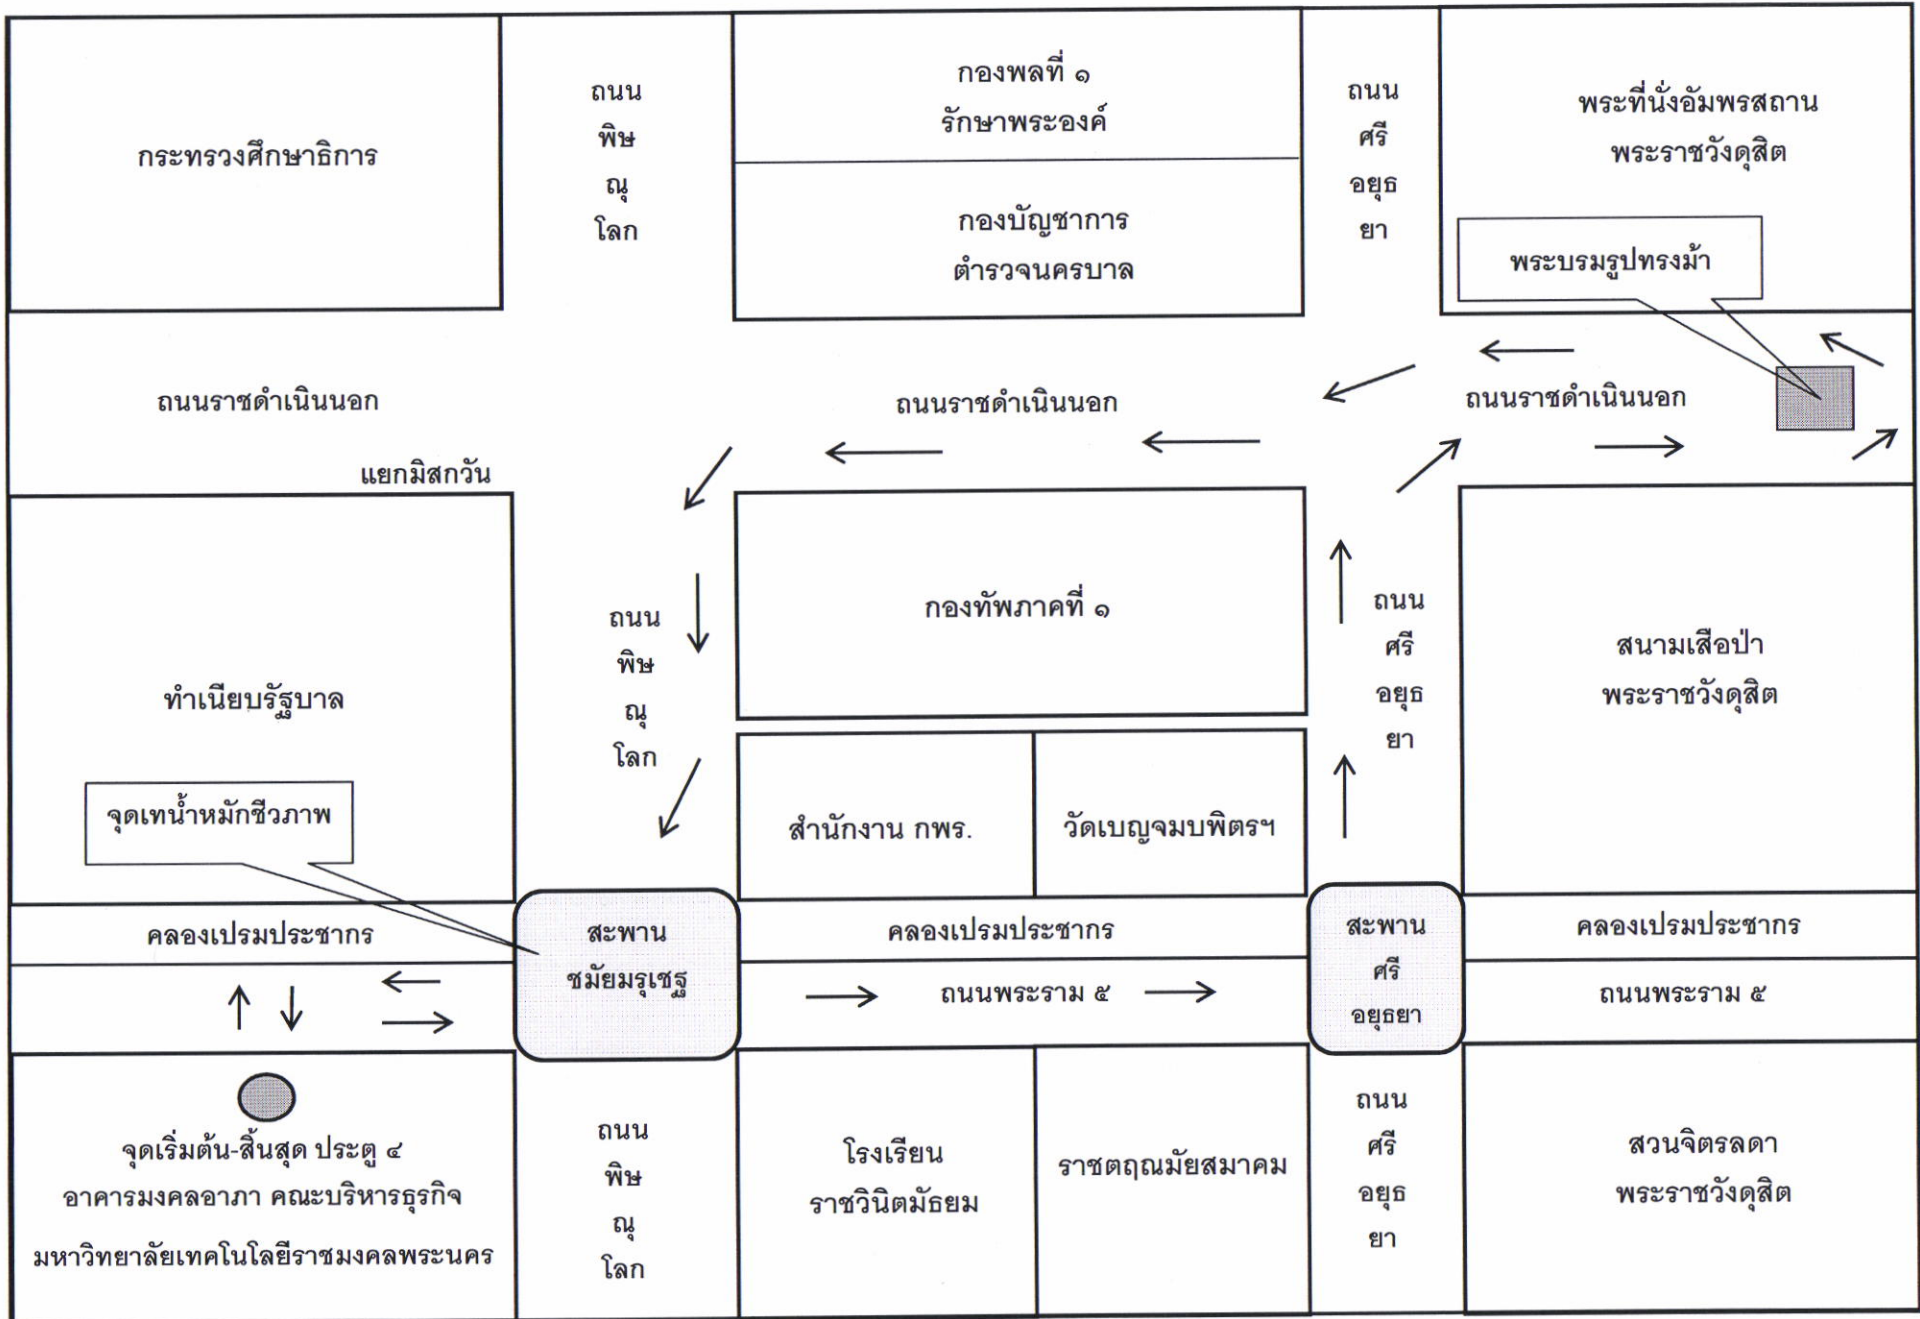 กระทรวงศึกษาธิการ
ถนน
พิษ
ณุ
โลก
กองพลที่ ๑
รักษาพระองค์
กองบัญชาการ
ตำรวจนครบาล
ถนน
ศรี
อยุธ
ยา
พระที่นั่งอัมพรสถาน
พระราชวังดุสิต
พระบรมรูปทรงม้า
ถนนราชดำเนินนอก
ถนนราชดำเนินนอก
ถนนราชดำเนินนอก
แยกมิสกวัน
ทำเนียบรัฐบาล
จุดเทน้ำหมักชีวภาพ
ถนน
พิษ
ณุ
โลก
กองทัพภาคที่ ๑
สำนักงาน กพร.
วัดเบญจมบพิตรฯ
ถนน
ศรี
อยุธ
ยา
สนามเสือป่า
พระราชวังดุสิต
คลองเปรมประชากร
สะพาน
ชมัยมรุเชฐ
คลองเปรมประชากร
ถนนพระราม ๕
สะพาน
ศรี
อยุธยา
คลองเปรมประชากร
ถนนพระราม ๕
จุดเริ่มต้น-สิ้นสุด ประตู ๔
อาคารมงคลอาภา คณะบริหารธุรกิจ
มหาวิทยาลัยเทคโนโลยีราชมงคลพระนคร
ถนน
พิษ
ณุ
โลก
โรงเรียน
ราชวินิตมัธยม
ราชตฤณมัยสมาคม
ถนน
ศรี
อยุธ
ยา
สวนจิตรลดา
พระราชวังดุสิต